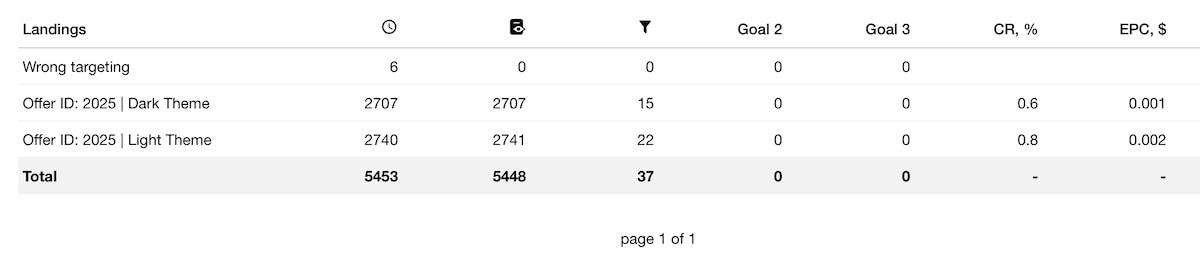 Landings Goal 2 Goal 3 CR, % EPC, $
Wrong targeting 6 0 0 0 0
Offer ID: 2025 | Dark Theme 2707 2707 15 0 0 0.6 0.001
Offer ID: 2025 | Light Theme 2740 2741 22 0 0 0.8 0.002
Total 5453 5448 37 0 0 - -
page 1 of 1